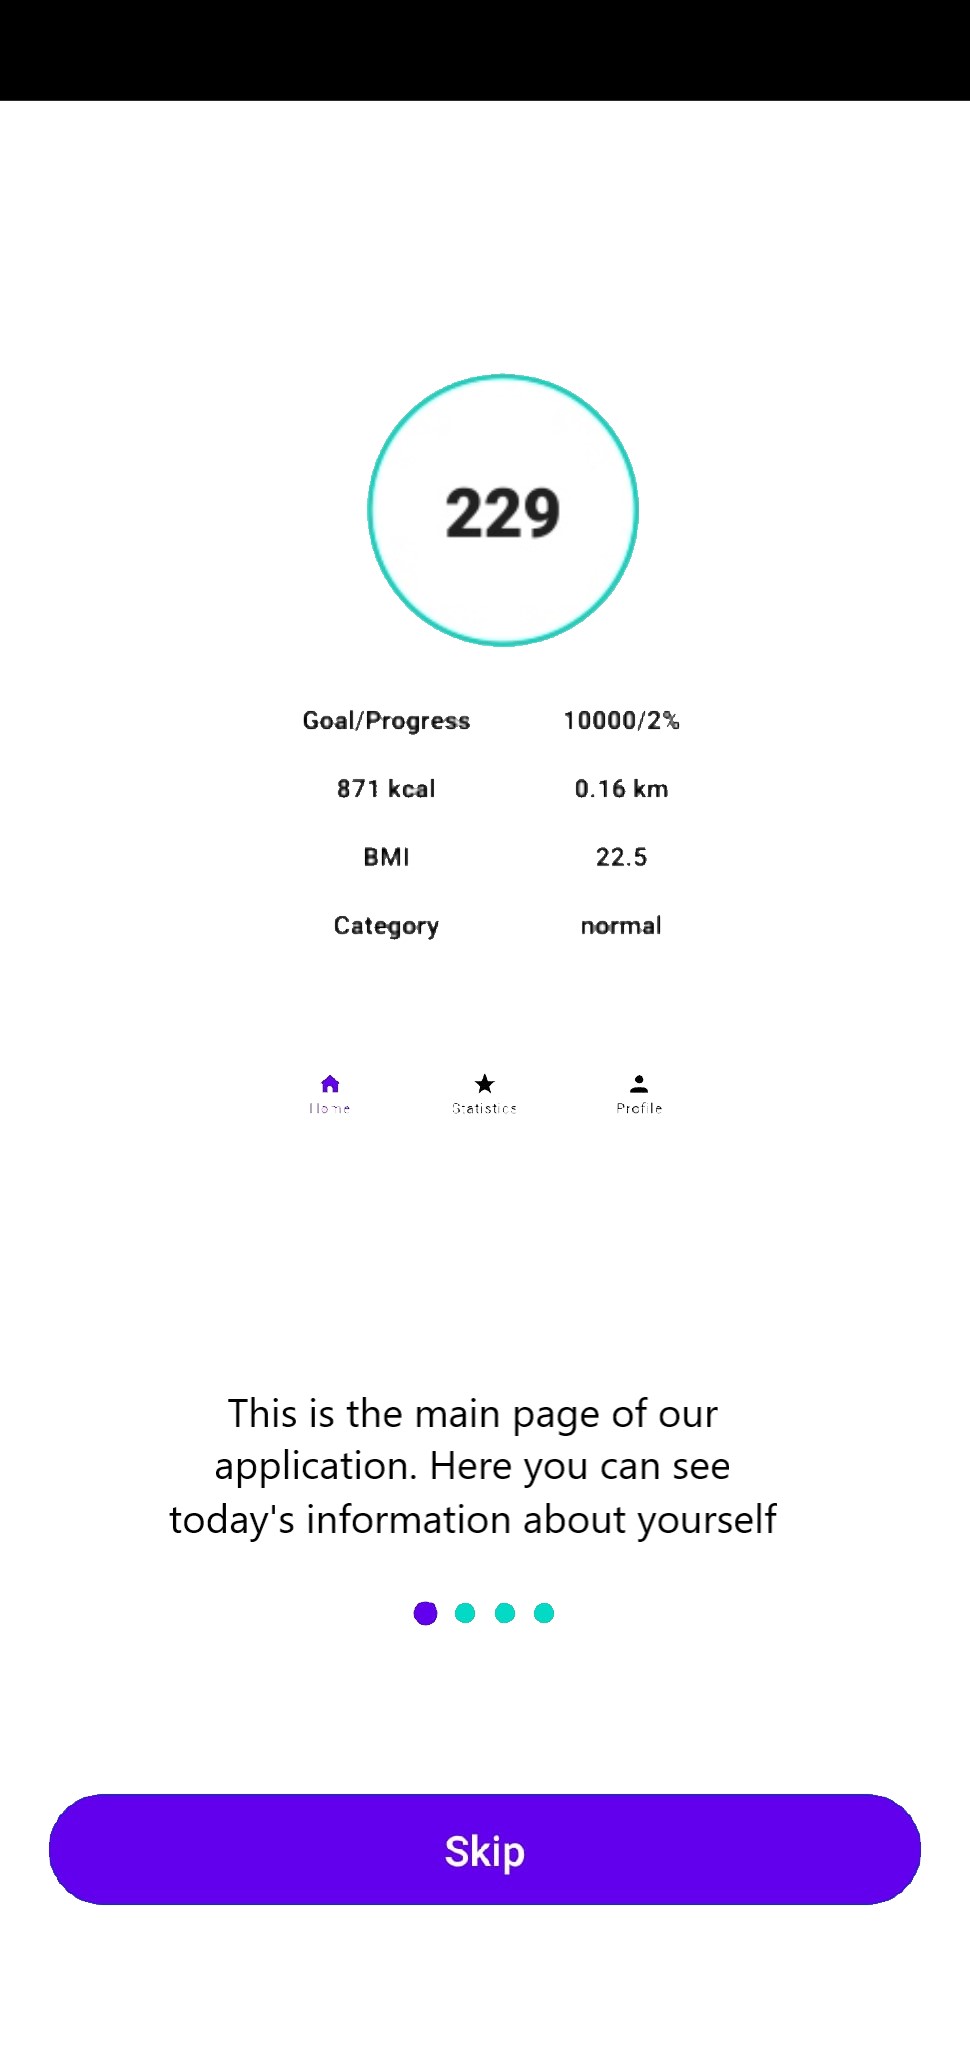 229
Goal/Progress 10000/2%
871 kcal 0.16 km
BMI 22.5
Category normal
Home Statistics Profile
This is the main page of our
application. Here you can see
today's information about yourself
Skip